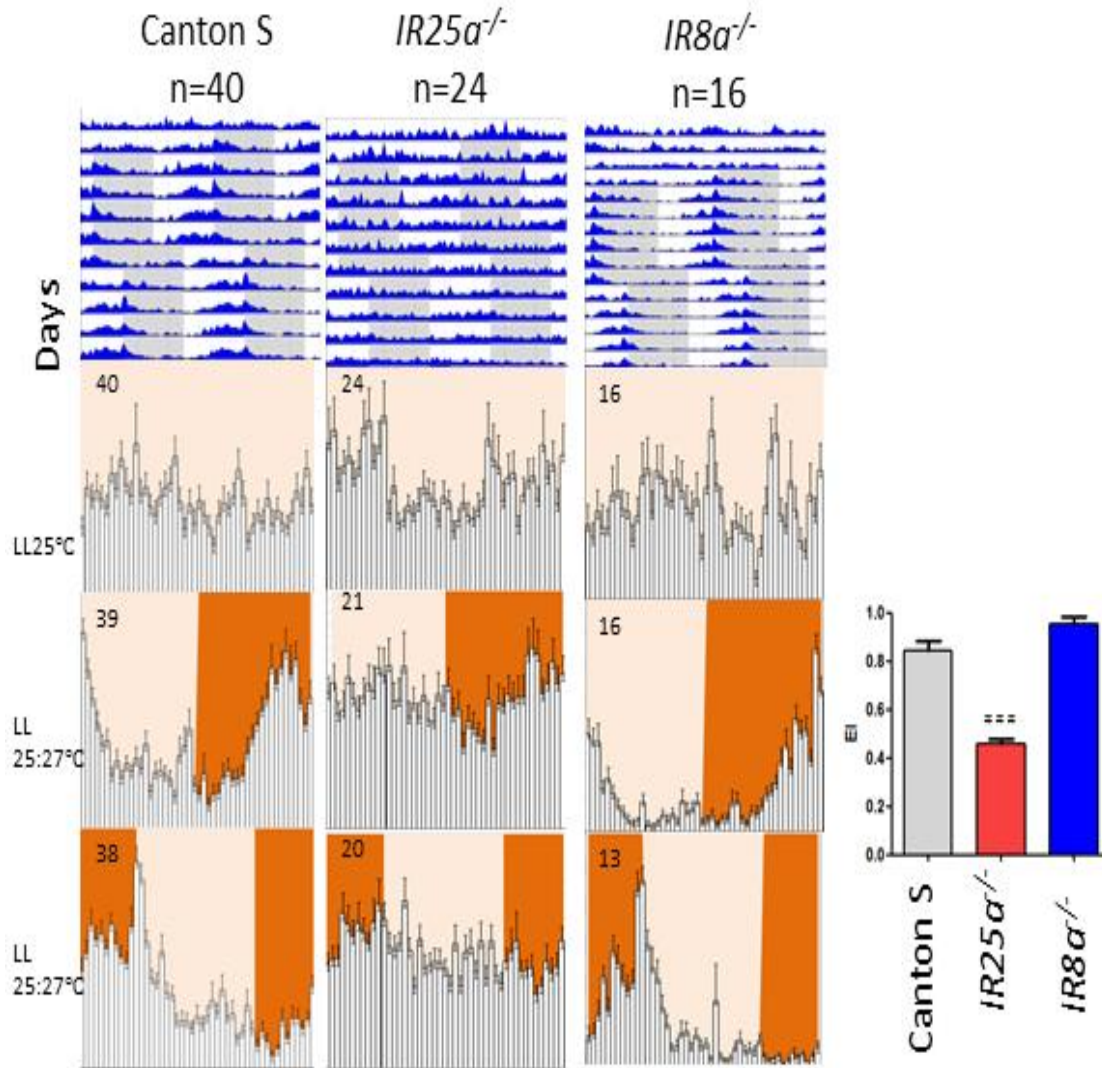 Canton S
IR25a-/-
IR8a-/-
n=40
n=24
n=16
Days
40
24
16
LL25°C
39
21
16
LL
25:27°C
38
20
13
LL
25:27°C
1.0
0.8
0.6
0.4
0.2
0.0
EI
Canton S
IR25a-/-
IR8a-/-